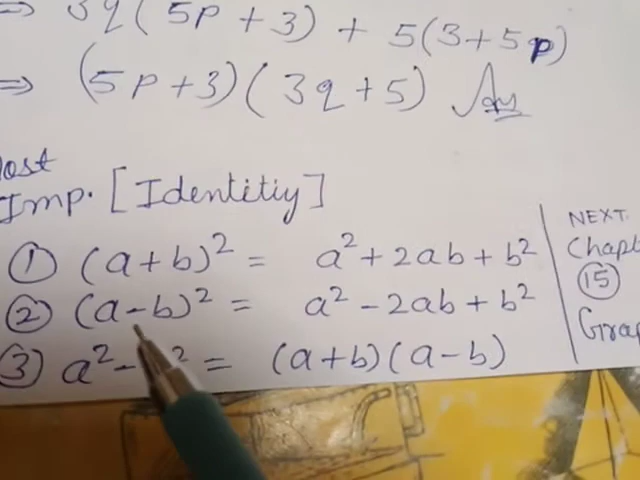 ⇒ 3q(5p+3) + 5(3+5p)
⇒ (5p+3)(3q+5) Ans
Most
Imp. [Identitiy]
① (a+b)² = a²+2ab+b²
② (a-b)² = a²-2ab+b²
③ a²- ² = (a+b)(a-b)
NEXT
Chapt
⑮
Grap